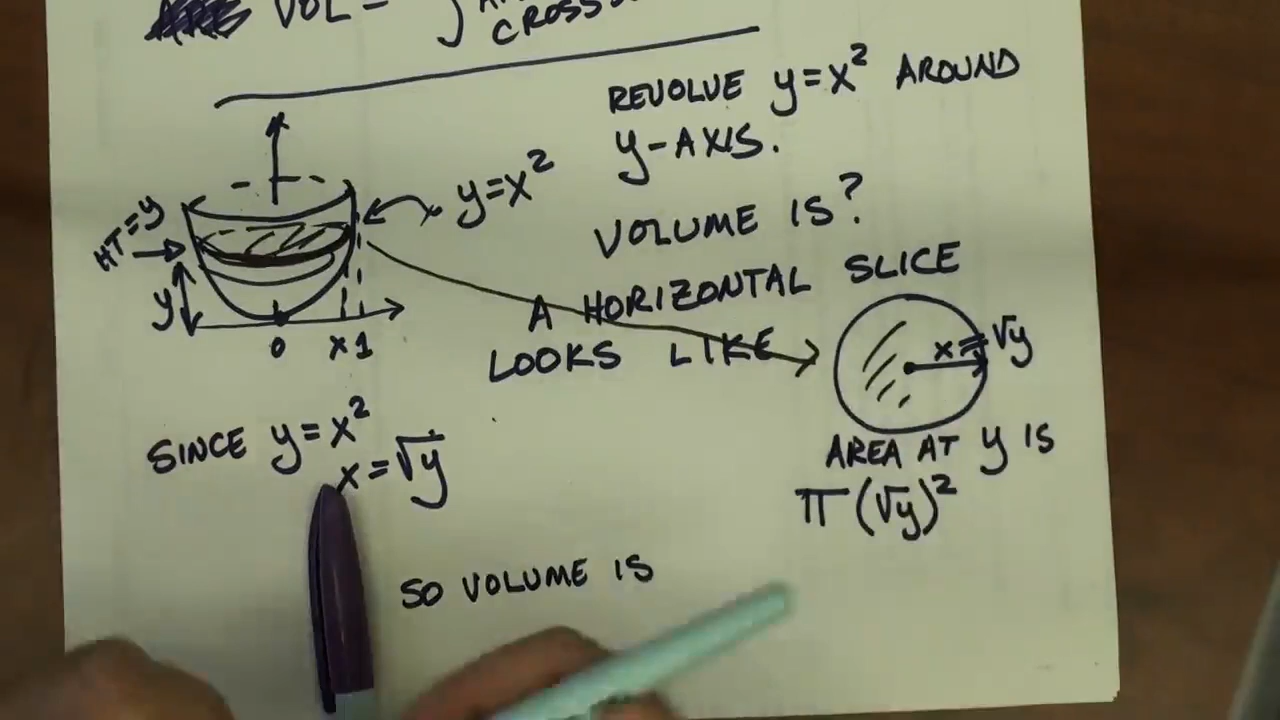 VOL = ∫
CROSS
REVOLVE y=x² AROUND
y-AXIS.
y=x²
VOLUME IS?
HT=y
y
0 x 1
A HORIZONTAL SLICE
LOOKS LIKE
x=√y
SINCE y=x²
x=√y
AREA AT y IS
π(√y)²
SO VOLUME IS